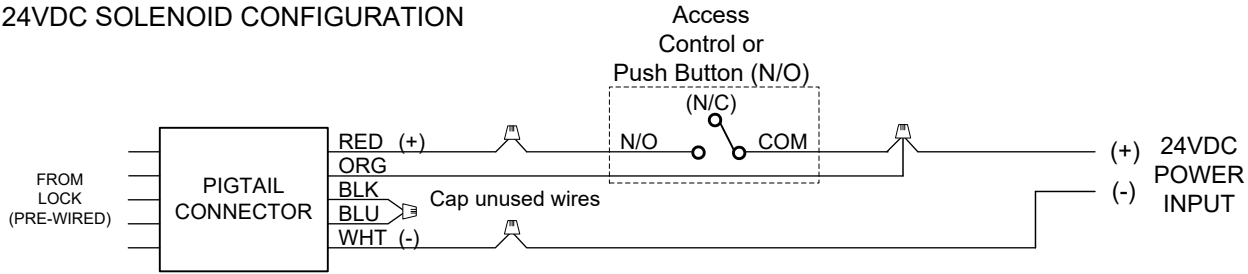 24VDC SOLENOID CONFIGURATION
Access
Control or
Push Button (N/O)
(N/C)
N/O
COM
RED (+)
ORG
BLK
BLU
WHT (-)
Cap unused wires
FROM
LOCK
(PRE-WIRED)
PIGTAIL
CONNECTOR
(+)
(-)
24VDC
POWER
INPUT